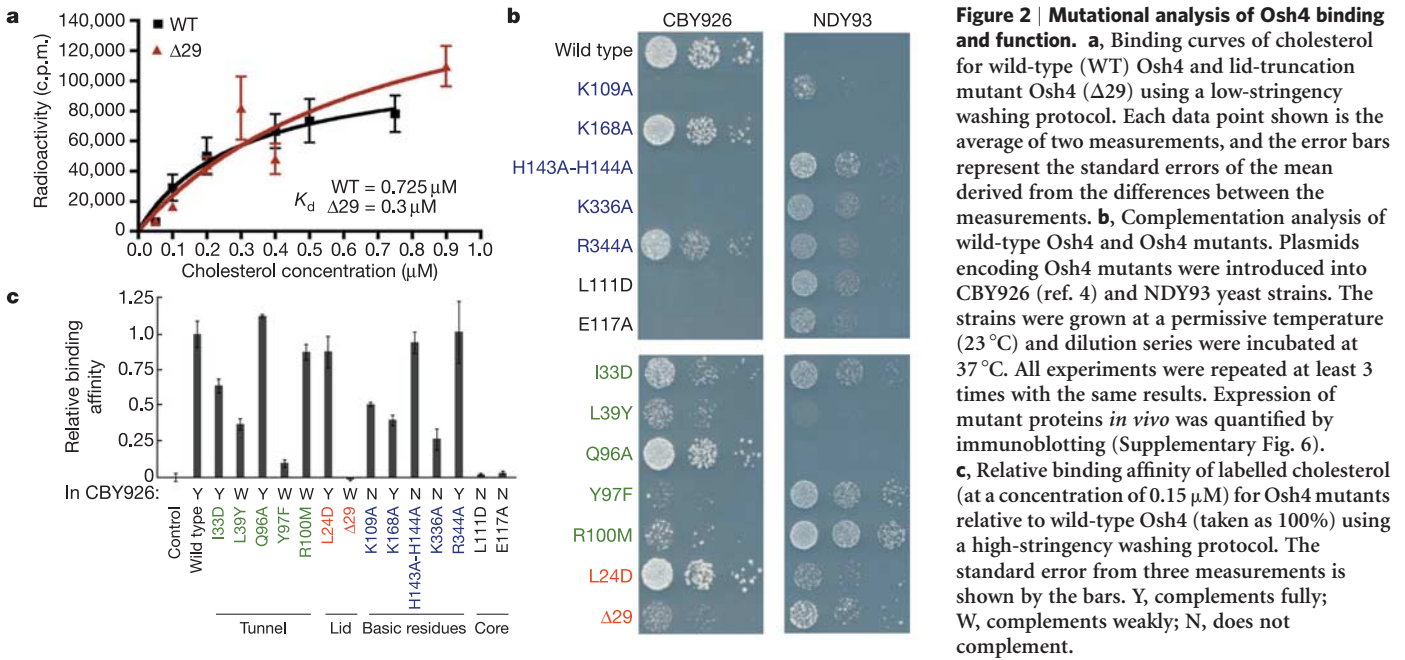 a
140,000
120,000
100,000
80,000
60,000
40,000
20,000
0
Radioactivity (c.p.m.)
WT
Δ29
Kd
WT = 0.725 μM
Δ29 = 0.3 μM
0.0 0.1 0.2 0.3 0.4 0.5 0.6 0.7 0.8 0.9 1.0
Cholesterol concentration (μM)
c
1.25
1.0
0.75
0.5
0.25
0
Relative binding
affinity
In CBY926: Y Y W Y W W Y W N Y N N Y N N
Control
Wild type
I33D
L39Y
Q96A
Y97F
R100M
L24D
Δ29
K109A
K168A
H143A-H144A
K336A
R344A
L111D
E117A
Tunnel Lid Basic residues Core
b
CBY926 NDY93
Wild type
K109A
K168A
H143A-H144A
K336A
R344A
L111D
E117A
I33D
L39Y
Q96A
Y97F
R100M
L24D
Δ29
Figure 2 | Mutational analysis of Osh4 binding
and function. a, Binding curves of cholesterol
for wild-type (WT) Osh4 and lid-truncation
mutant Osh4 (Δ29) using a low-stringency
washing protocol. Each data point shown is the
average of two measurements, and the error bars
represent the standard errors of the mean
derived from the differences between the
measurements. b, Complementation analysis of
wild-type Osh4 and Osh4 mutants. Plasmids
encoding Osh4 mutants were introduced into
CBY926 (ref. 4) and NDY93 yeast strains. The
strains were grown at a permissive temperature
(23 °C) and dilution series were incubated at
37 °C. All experiments were repeated at least 3
times with the same results. Expression of
mutant proteins in vivo was quantified by
immunoblotting (Supplementary Fig. 6).
c, Relative binding affinity of labelled cholesterol
(at a concentration of 0.15 μM) for Osh4 mutants
relative to wild-type Osh4 (taken as 100%) using
a high-stringency washing protocol. The
standard error from three measurements is
shown by the bars. Y, complements fully;
W, complements weakly; N, does not
complement.